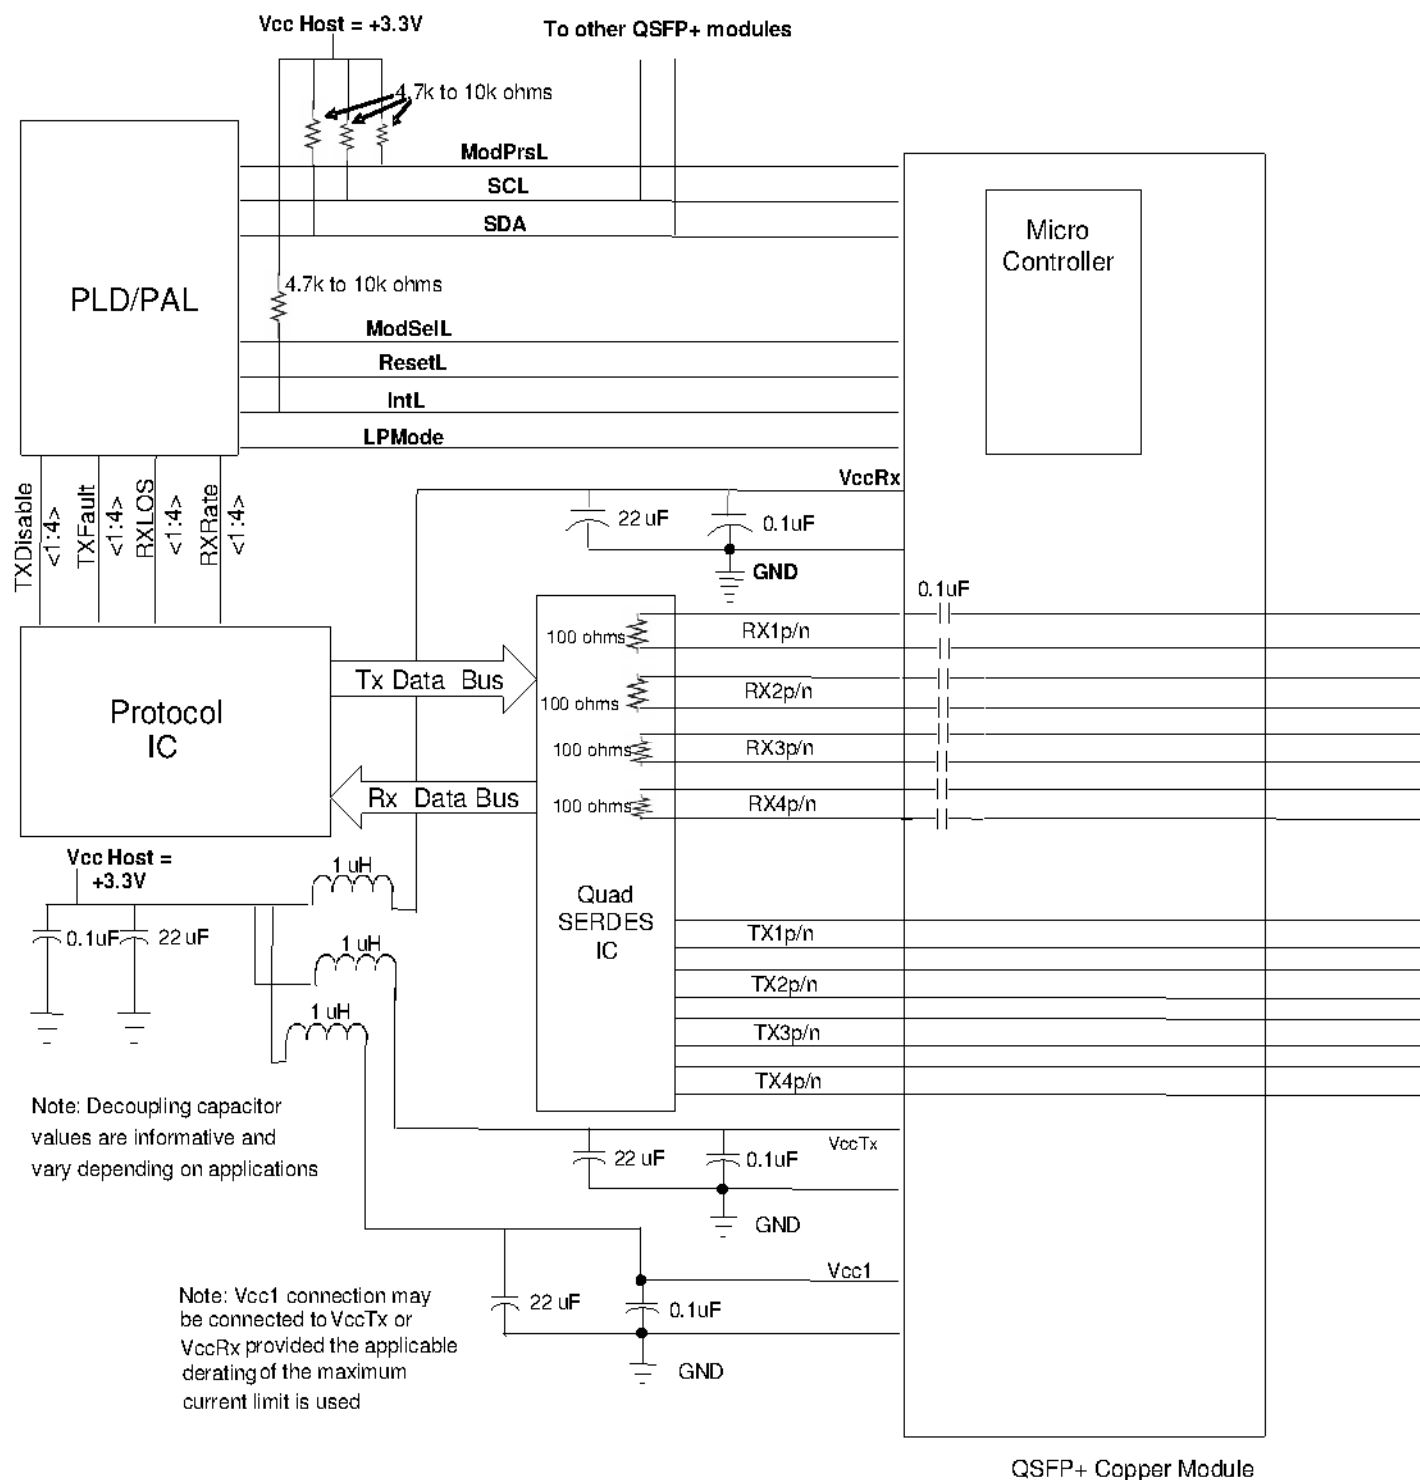 Vcc Host = +3.3V
To other QSFP+ modules
4.7k to 10k ohms
ModPrsL
SCL
SDA
Micro
Controller
4.7k to 10k ohms
PLD/PAL
ModSelL
ResetL
IntL
LPMode
VccRx
TXDisable
<1:4>
TXFault
<1:4>
RXLOS
<1:4>
RXRate
<1:4>
22 uF
0.1uF
GND
0.1uF
100 ohms
RX1p/n
Tx Data Bus
100 ohms
RX2p/n
Protocol
IC
100 ohms
RX3p/n
Rx Data Bus
100 ohms
RX4p/n
Vcc Host =
+3.3V
1 uH
Quad
SERDES
IC
0.1uF
22 uF
1 uH
TX1p/n
TX2p/n
1 uH
TX3p/n
TX4p/n
Note: Decoupling capacitor
values are informative and
vary depending on applications
VccTx
22 uF
0.1uF
GND
Vcc1
Note: Vcc1 connection may
be connected to VccTx or
VccRx provided the applicable
derating of the maximum
current limit is used
22 uF
0.1uF
GND
QSFP+ Copper Module